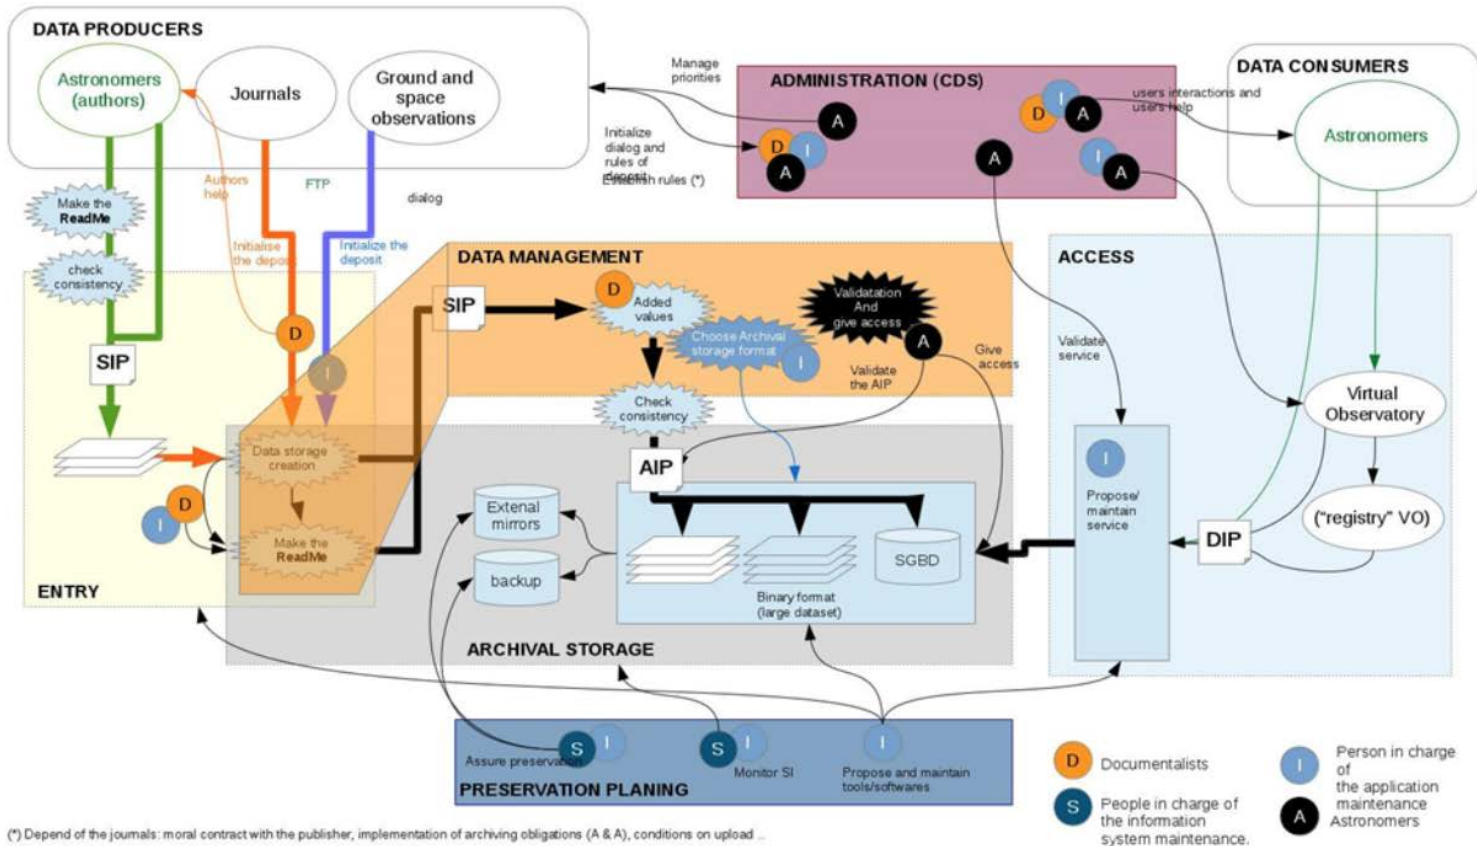 DATA PRODUCERS
Astronomers
(authors)
Journals
Ground and
space
observations
Manage
priorities
Initialize
dialog and
rules of
deposit
Establish rules (*)
ADMINISTRATION (CDS)
A
D
I
A
D
I
A
A
I
A
users interactions and
users help
DATA CONSUMERS
Astronomers
Make the
ReadMe
check
consistency
Authors
help
FTP
dialog
Initialise
the deposit
Initialize the
deposit
SIP
D
I
Data storage
creation
D
I
Make the
ReadMe
ENTRY
DATA MANAGEMENT
SIP
D
Added
values
Choose Archival
storage format
I
Validatation
And
give access
A
Validate
the AIP
Give
access
Check
consistency
AIP
Extenal
mirrors
backup
SGBD
Binary format
(large dataset)
ARCHIVAL STORAGE
ACCESS
Validate
service
Virtual
Observatory
I
Propose/
maintain
service
("registry" VO)
DIP
S
I
Assure preservation
S
I
Monitor SI
I
Propose and maintain
tools/softwares
PRESERVATION PLANING
D
Documentalists
S
People in charge of
the information
system maintenance.
I
Person in charge
of
the application
maintenance
A
Astronomers
(*) Depend of the journals: moral contract with the publisher, implementation of archiving obligations (A & A), conditions on upload ...